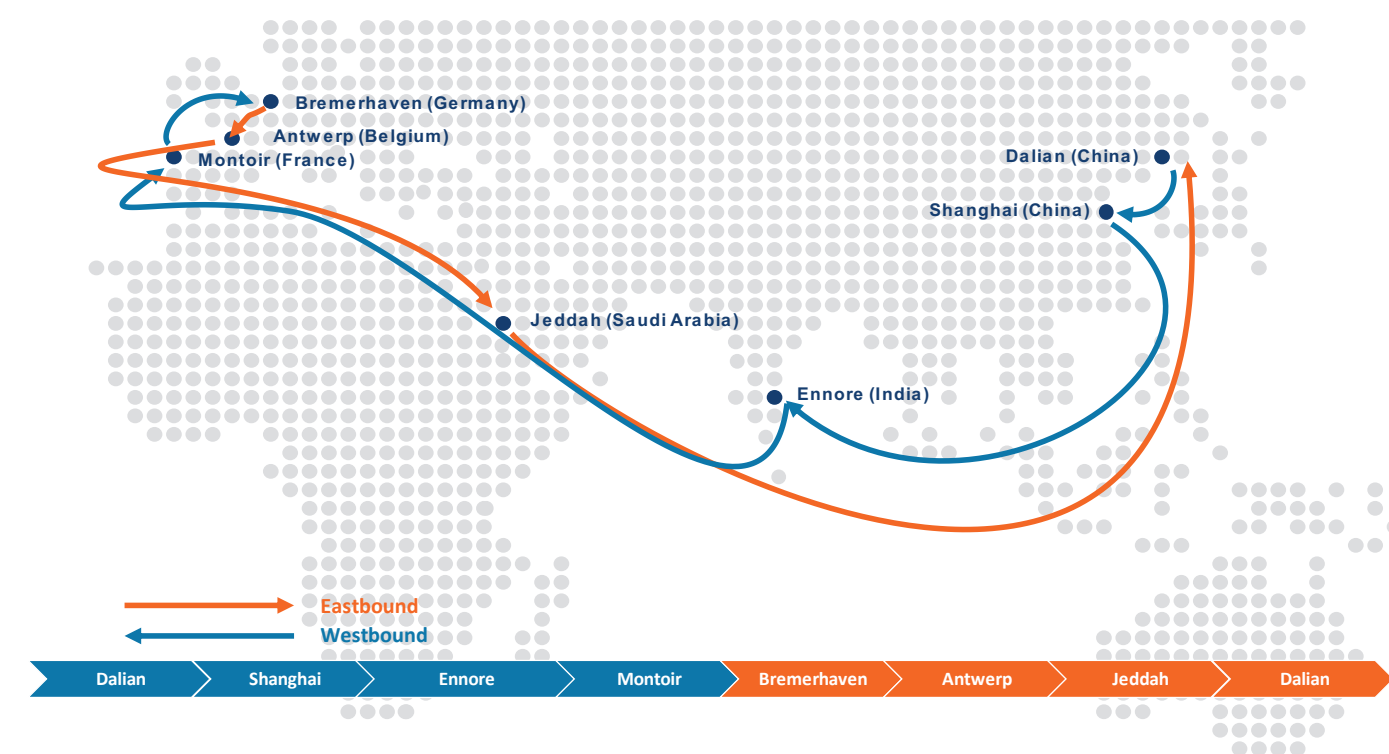 Bremerhaven (Germany)
Antwerp (Belgium)
Montoir (France)
Dalian (China)
Shanghai (China)
Jeddah (Saudi Arabia)
Ennore (India)
Eastbound
Westbound
Dalian Shanghai Ennore Montoir Bremerhaven Antwerp Jeddah Dalian